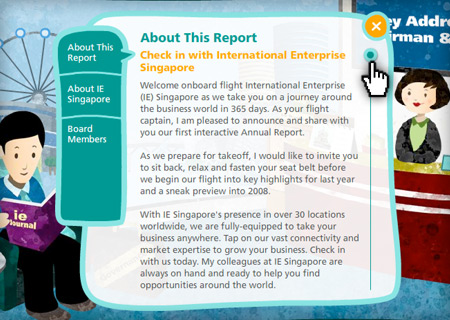 About This Report
About IE Singapore
Board Members
About This Report
Check in with International Enterprise
Singapore
Welcome onboard flight International Enterprise
(IE) Singapore as we take you on a journey around
the business world in 365 days. As your flight
captain, I am pleased to announce and share with
you our first interactive Annual Report.
As we prepare for takeoff, I would like to invite you
to sit back, relax and fasten your seat belt before
we begin our flight into key highlights for last year
and a sneak preview into 2008.
With IE Singapore's presence in over 30 locations
worldwide, we are fully-equipped to take your
business anywhere. Tap on our vast connectivity and
market expertise to grow your business. Check in
with us today. My colleagues at IE Singapore are
always on hand and ready to help you find
opportunities around the world.
ie
Journal